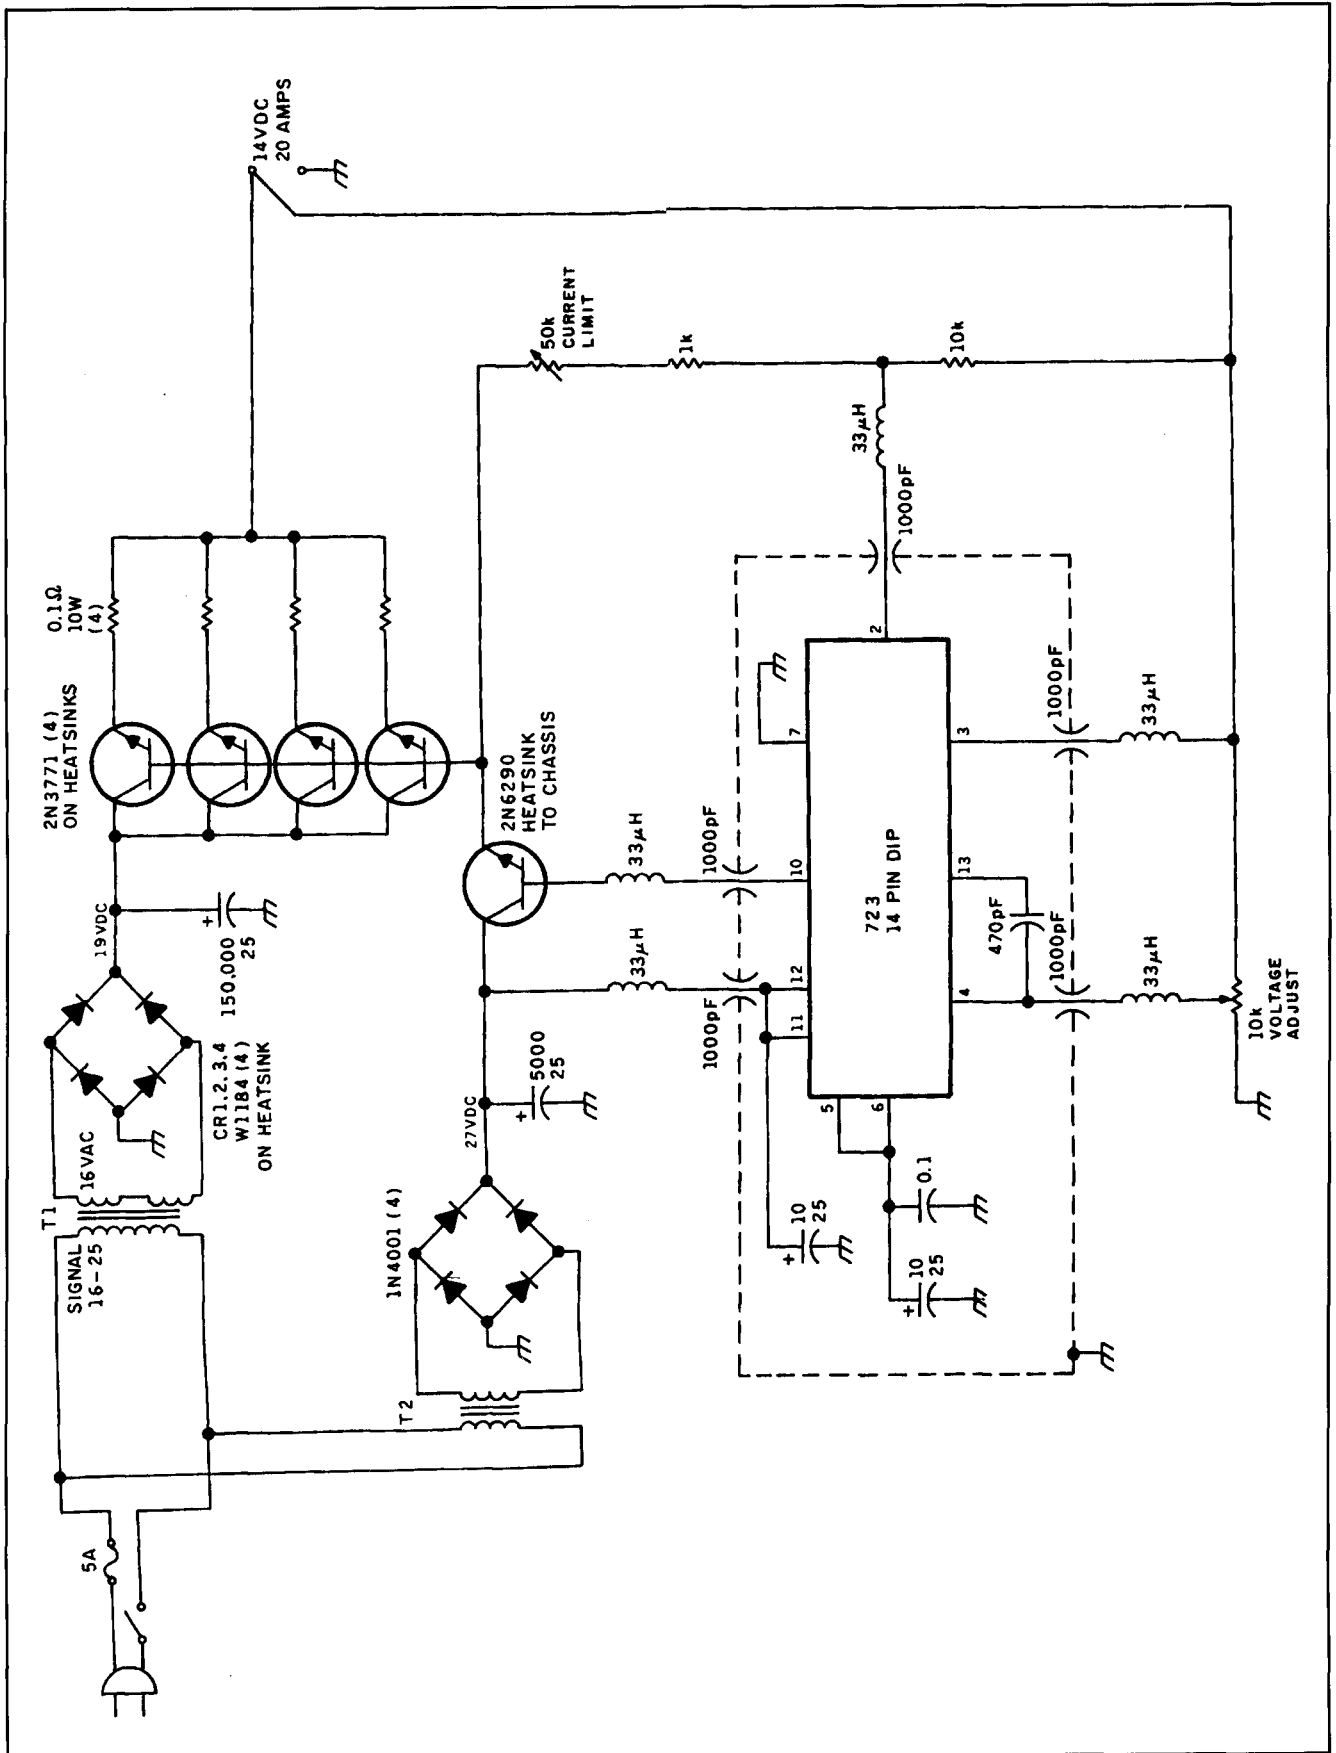 5A
T1
SIGNAL
16-25
16VAC
CR1,2,3,4
W1184 (4)
ON HEATSINK
19VDC
150,000
25
+
2N3771 (4)
ON HEATSINKS
0.1Ω
10W
(4)
14VDC
20 AMPS
T2
1N4001 (4)
27VDC
+
5000
25
2N6290
HEATSINK
TO CHASSIS
50k
CURRENT
LIMIT
1k
10k
33µH
33µH
33µH
1000pF
1000pF
1000pF
11
12
10
7
2
5
6
4
13
3
723
14 PIN DIP
+
10
25
+
10
25
0.1
470pF
1000pF
1000pF
33µH
33µH
10k
VOLTAGE
ADJUST